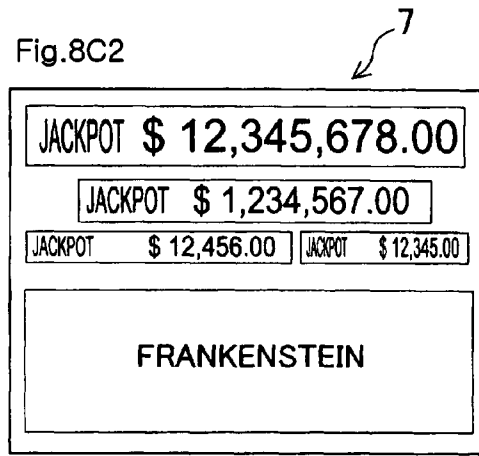 7
Fig.8C2
JACKPOT $ 12,345,678.00
JACKPOT $ 1,234,567.00
JACKPOT $ 12,456.00 JACKPOT $ 12,345.00
FRANKENSTEIN